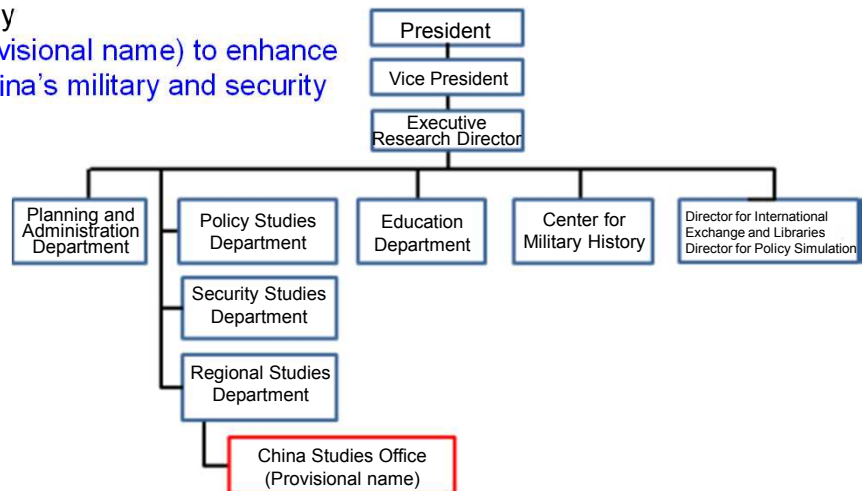 y
visional name) to enhance
ina's military and security
President
Vice President
Executive
Research Director
Planning and
Administration
Department
Policy Studies
Department
Education
Department
Center for
Military History
Director for International
Exchange and Libraries
Director for Policy Simulation
Security Studies
Department
Regional Studies
Department
China Studies Office
(Provisional name)